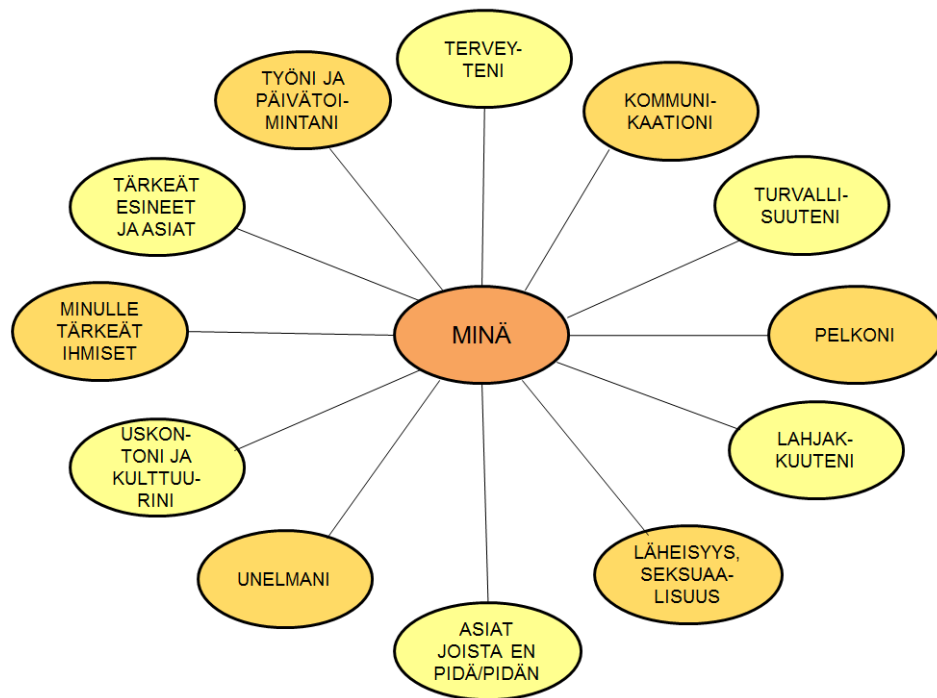 TERVEY-
TENI
KOMMUNI-
KAATIONI
TURVALLI-
SUUTENI
PELKONI
LAHJAK-
KUUTENI
LÄHEISYYS,
SEKSUAA-
LISUUS
ASIAT
JOISTA EN
PIDÄ/PIDÄN
UNELMANI
USKON-
TONI JA
KULTTUU-
RINI
MINULLE
TÄRKEÄT
IHMISET
TÄRKEÄT
ESINEET
JA ASIAT
TYÖNI JA
PÄIVÄTOI-
MINTANI
MINÄ